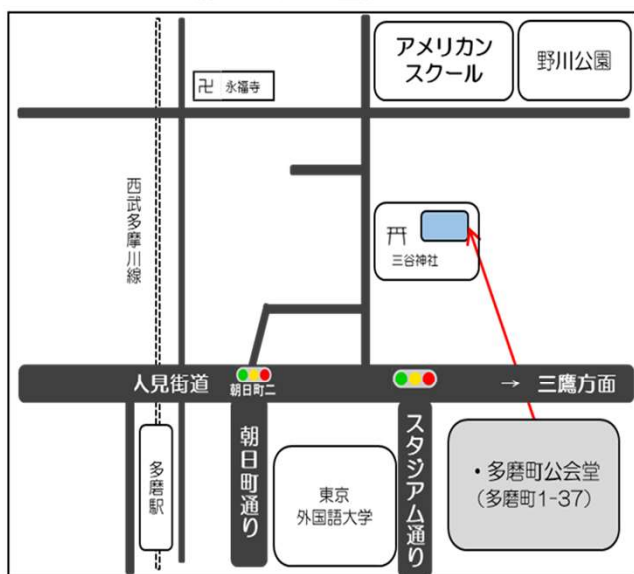 アメリカン
スクール
野川公園
卍 永福寺
西武多摩川線
三谷神社
人見街道
朝日町二
→ 三鷹方面
多磨駅
朝日町通り
東京
外国語大学
スタジアム通り
・多磨町公会堂
(多磨町1-37)